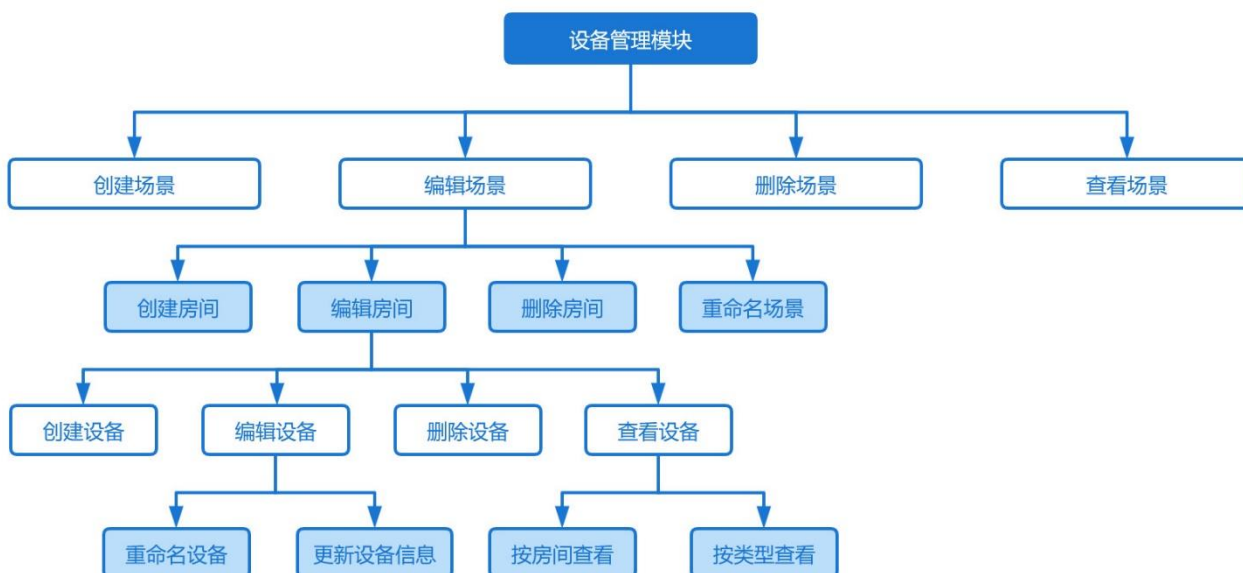 设备管理模块
创建场景
编辑场景
删除场景
查看场景
创建房间
编辑房间
删除房间
重命名场景
创建设备
编辑设备
删除设备
查看设备
重命名设备
更新设备信息
按房间查看
按类型查看